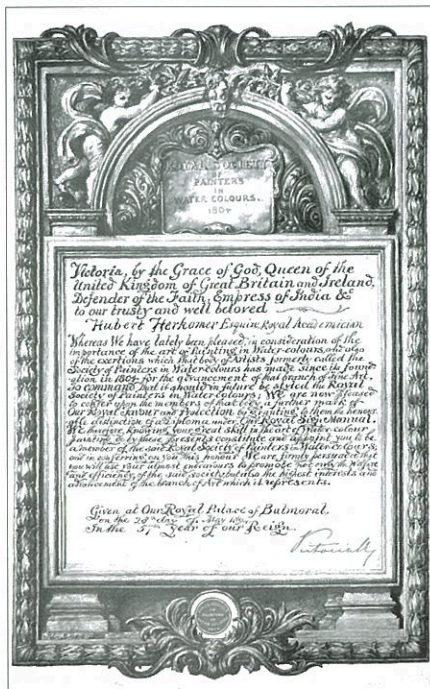 ROYAL SOCIETY
OF
PAINTERS
IN
WATER COLOURS.
1804
Victoria, by the Grace of God, Queen of the
United Kingdom of Great Britain and Ireland,
Defender of the Faith, Empress of India &c
to our trusty and well beloved
Hubert Herkomer Esquire Royal Academician
Whereas We have lately been pleased, in consideration of the
importance of the art of Painting in Water-colours, and also
of the exertions which that body of Artists formerly called the
Society of Painters in Water-colours has made since its found-
ation in 1804 for the advancement of that branch of Fine Art,
to COMMAND that it should in future be styled the Royal
Society of Painters in Water-colours; We are now pleased
to confer upon the members of that body a further mark of
Our Royal favour and Protection by granting to them the honour-
able distinction of a Diploma under Our Royal Sign Manual.
We therefore, knowing your great skill in the art of Water-colour
Painting, do by these presents constitute and appoint you to be
a member of the said Royal Society of Painters in Water-colours,
and in conferring on you this honour We are firmly persuaded that
you will use your utmost endeavours to promote not only the welfare
and efficiency of the said society, but also the highest interests and
advancement of the branch of Art which it represents.
Given at Our Royal Palace of Balmoral
on the 28th day of May
In the 57th Year of our Reign.
Victoria RI